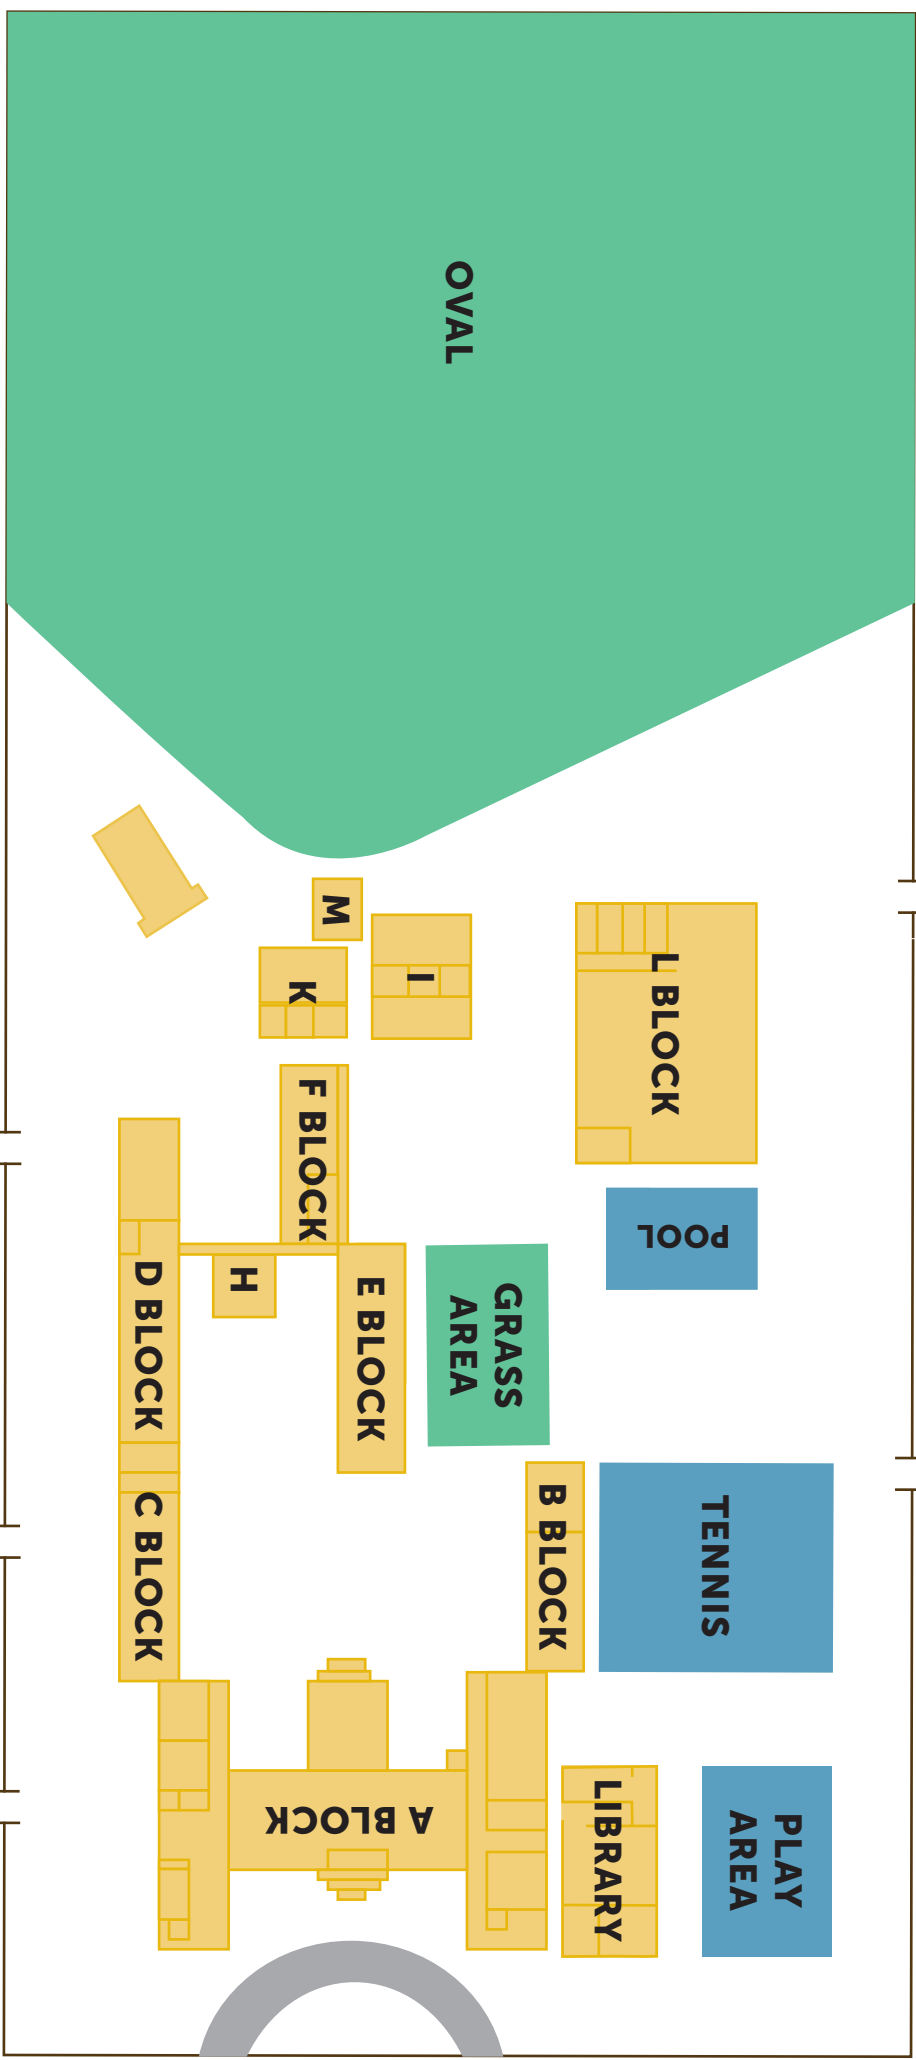 OVAL
M
I
K
L BLOCK
F BLOCK
POOL
H
D BLOCK
E BLOCK
GRASS
AREA
B BLOCK
TENNIS
C BLOCK
A BLOCK
LIBRARY
PLAY
AREA